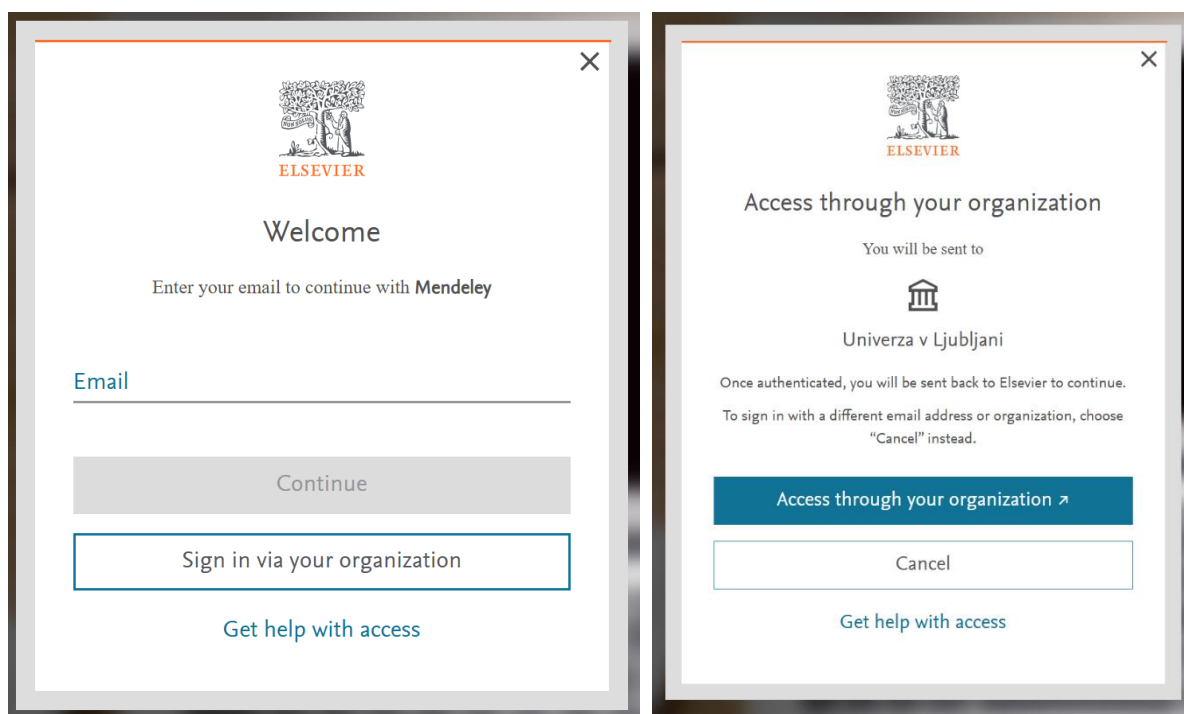 ELSEVIER
Welcome
Enter your email to continue with Mendeley
Email
Continue
Sign in via your organization
Get help with access
ELSEVIER
Access through your organization
You will be sent to
Univerza v Ljubljani
Once authenticated, you will be sent back to Elsevier to continue.
To sign in with a different email address or organization, choose
“Cancel” instead.
Access through your organization ↗
Cancel
Get help with access